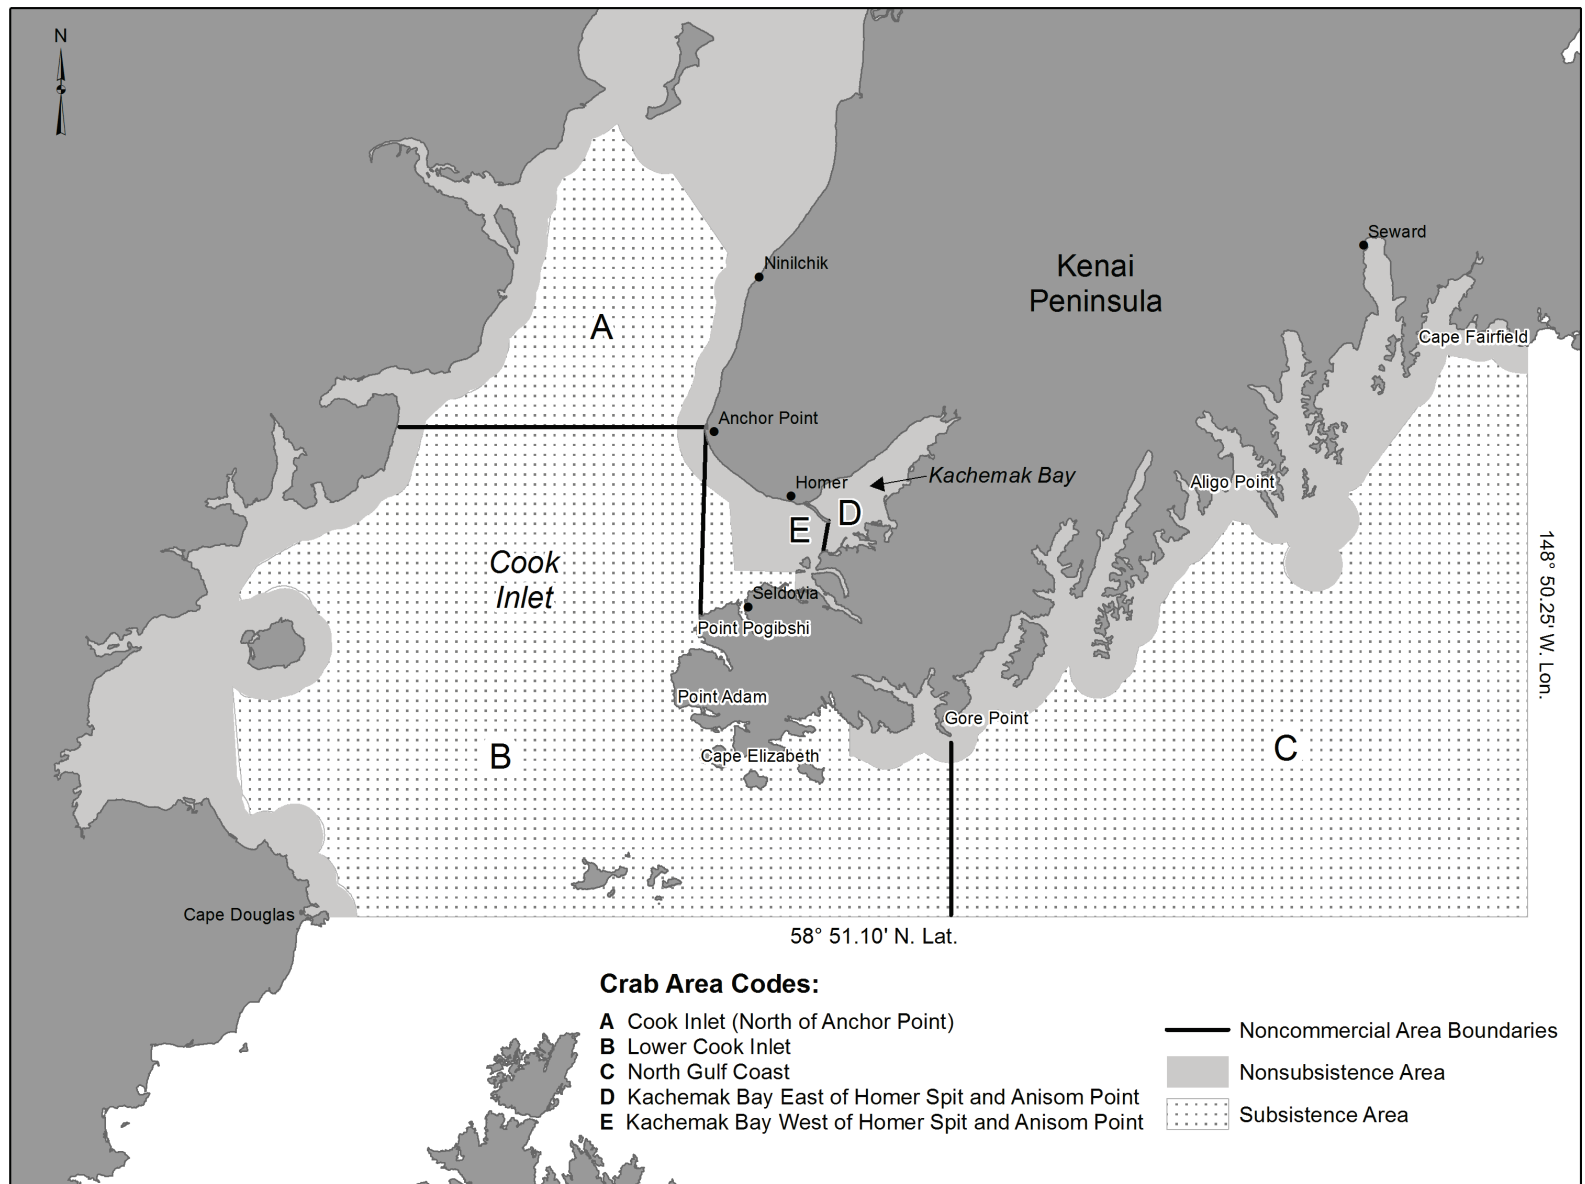 N
Seward
Ninilchik
Kenai
Peninsula
A
Cape Fairfield
Anchor Point
Kachemak Bay
Homer
Aligo Point
D
E
Cook
Inlet
148° 50.25' W. Lon.
Seldovia
Point Pogibshi
Point Adam
Gore Point
B
Cape Elizabeth
C
Cape Douglas
58° 51.10' N. Lat.
Crab Area Codes:
A Cook Inlet (North of Anchor Point)
B Lower Cook Inlet
C North Gulf Coast
D Kachemak Bay East of Homer Spit and Anisom Point
E Kachemak Bay West of Homer Spit and Anisom Point
Noncommercial Area Boundaries
Nonsubsistence Area
Subsistence Area